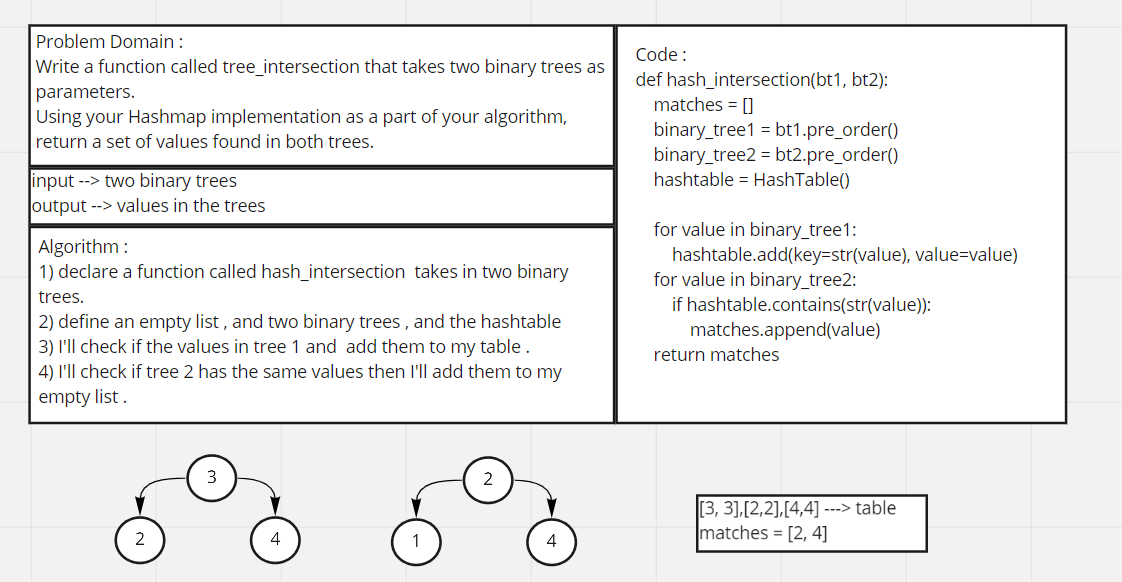 Problem Domain :
Write a function called tree_intersection that takes two binary trees as
parameters.
Using your Hashmap implementation as a part of your algorithm,
return a set of values found in both trees.
input --> two binary trees
output --> values in the trees
Algorithm :
1) declare a function called hash_intersection  takes in two binary
trees.
2) define an empty list , and two binary trees , and the hashtable
3) I'll check if the values in tree 1 and  add them to my table .
4) I'll check if tree 2 has the same values then I'll add them to my
empty list .
Code :
def hash_intersection(bt1, bt2):
    matches = []
    binary_tree1 = bt1.pre_order()
    binary_tree2 = bt2.pre_order()
    hashtable = HashTable()
    for value in binary_tree1:
        hashtable.add(key=str(value), value=value)
    for value in binary_tree2:
        if hashtable.contains(str(value)):
            matches.append(value)
    return matches
3
2
4
2
1
4
[3, 3],[2,2],[4,4] ---> table
matches = [2, 4]